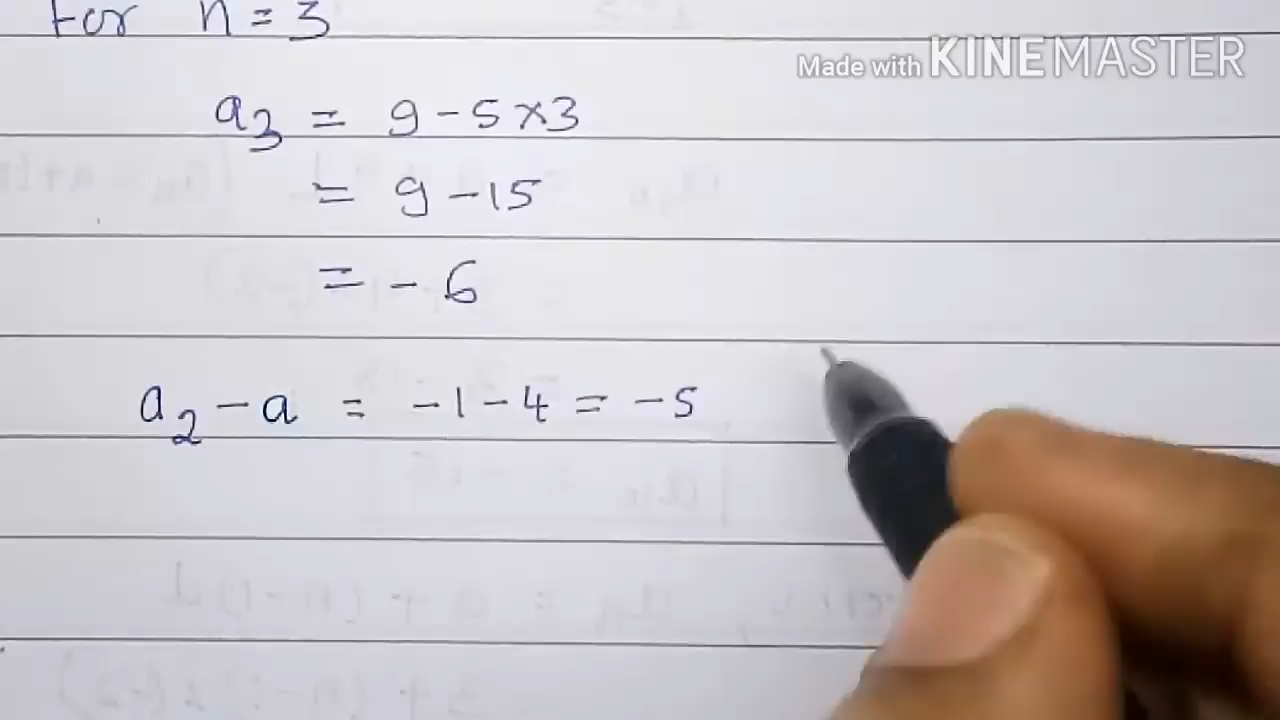 For n = 3
Made with KINEMASTER
a3 = 9 - 5 × 3
= 9 - 15
= - 6
a2 - a = - 1 - 4 = - 5